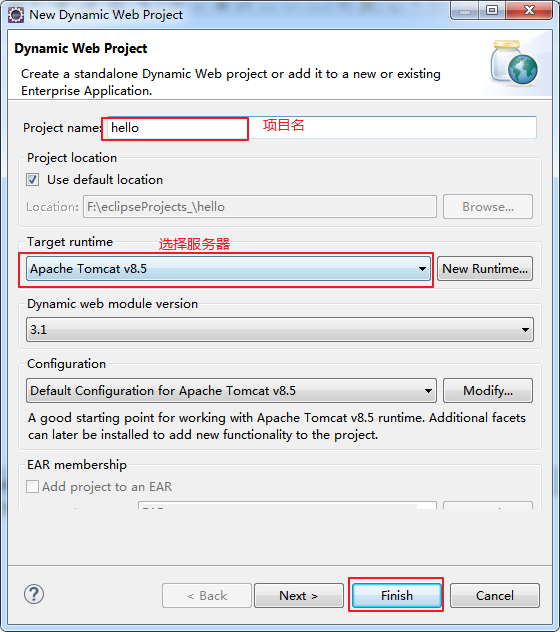 New Dynamic Web Project
Dynamic Web Project
Create a standalone Dynamic Web project or add it to a new or existing
Enterprise Application.
Project name: hello 项目名
Project location
Use default location
Location: F:\eclipseProjects_\hello Browse...
Target runtime 选择服务器
Apache Tomcat v8.5 New Runtime...
Dynamic web module version
3.1
Configuration
Default Configuration for Apache Tomcat v8.5 Modify...
A good starting point for working with Apache Tomcat v8.5 runtime. Additional facets
can later be installed to add new functionality to the project.
EAR membership
Add project to an EAR
? < Back Next > Finish Cancel